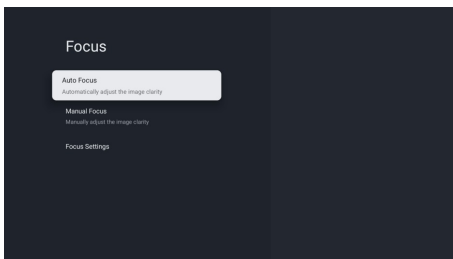 Focus
Auto Focus
Automatically adjust the image clarity
Manual Focus
Manually adjust the image clarity
Focus Settings